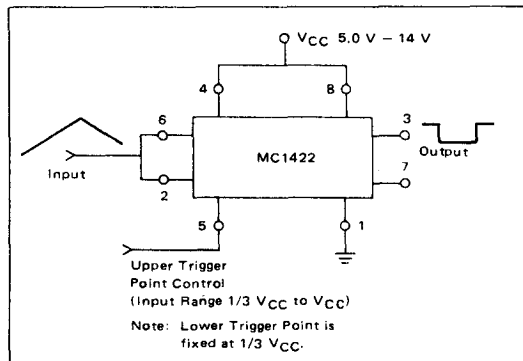 VCC 5.0 V – 14 V
4
8
6
3
MC1422
Input
Output
7
2
5
1
Upper Trigger
Point Control
(Input Range 1/3 VCC to VCC)
Note: Lower Trigger Point is
fixed at 1/3 VCC.